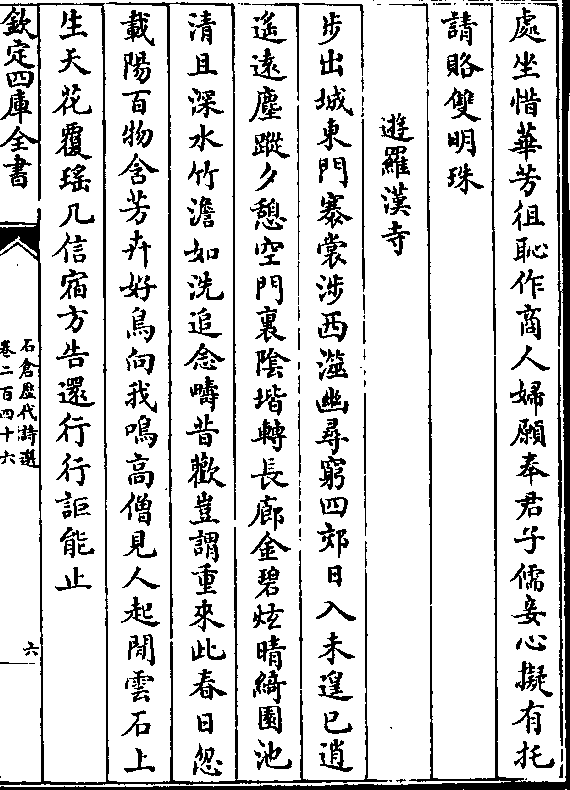 處坐惜華芳徂恥作商人婦願奉君子儒妾心擬有托
請賂雙明珠
遊羅漢寺
步出城東門褰裳涉西澨幽尋窮四郊日入未遑已逍
遙遠塵蹤夕憩空門裏陰堦轉長廊金碧炫晴綺園池
清且深水竹澹如洗追念疇昔歡豈謂重來此春日忽
載陽百物含芳卉好鳥向我鳴高僧見人起閒雲石上
生天花覆瑤几信宿方告還行行詎能止
欽定四庫全書
石倉歷代詩選
卷二百四十六
六